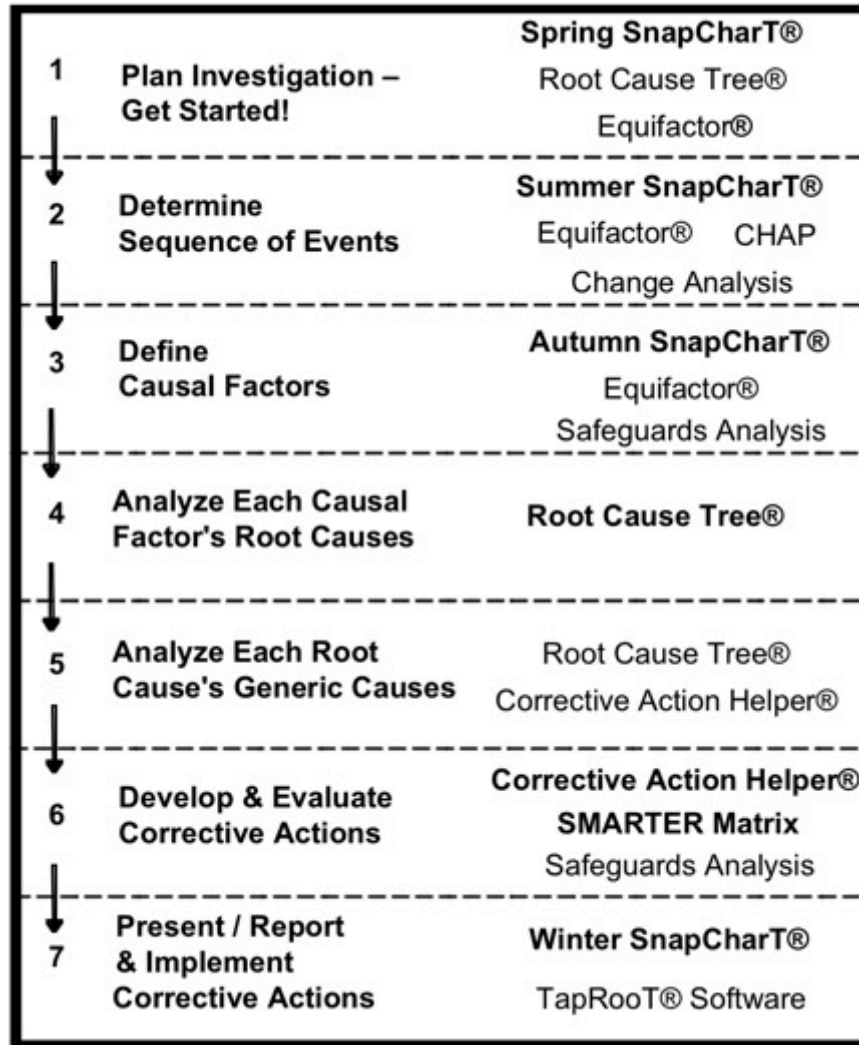 1
Plan Investigation –
Get Started!
Spring SnapCharT®
Root Cause Tree®
Equifactor®
2
Determine
Sequence of Events
Summer SnapCharT®
Equifactor® CHAP
Change Analysis
3
Define
Causal Factors
Autumn SnapCharT®
Equifactor®
Safeguards Analysis
4
Analyze Each Causal
Factor's Root Causes
Root Cause Tree®
5
Analyze Each Root
Cause's Generic Causes
Root Cause Tree®
Corrective Action Helper®
6
Develop & Evaluate
Corrective Actions
Corrective Action Helper®
SMARTER Matrix
Safeguards Analysis
7
Present / Report
& Implement
Corrective Actions
Winter SnapCharT®
TapRooT® Software